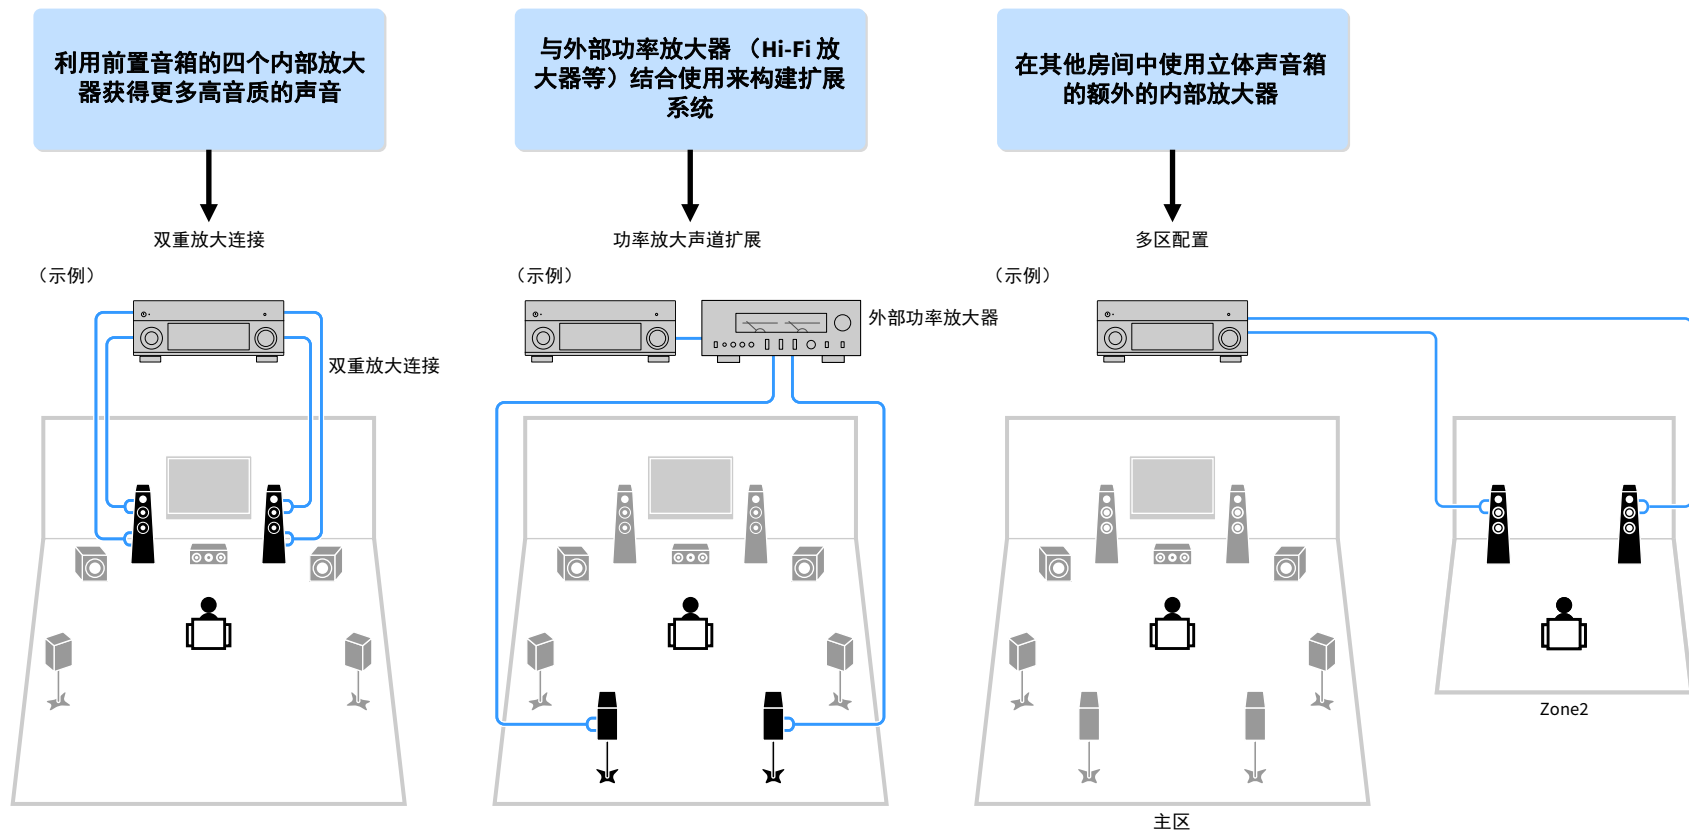 利用前置音箱的四个内部放大
器获得更多高音质的声音
与外部功率放大器 （Hi-Fi 放
大器等）结合使用来构建扩展
系统
在其他房间中使用立体声音箱
的额外的内部放大器
双重放大连接
功率放大声道扩展
多区配置
（示例）
（示例）
（示例）
外部功率放大器
双重放大连接
Zone2
主区